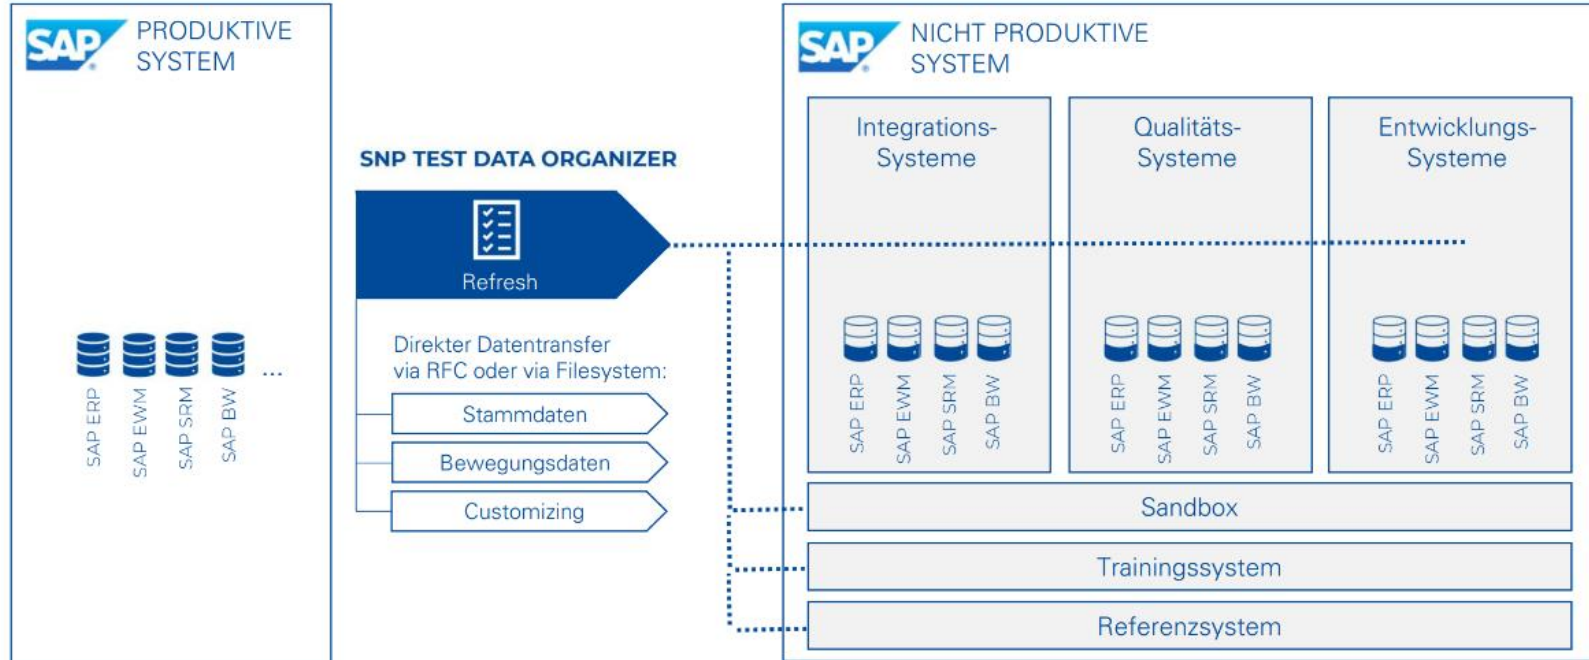 SAP
PRODUKTIVE
SYSTEM
SAP ERP
SAP EWM
SAP SRM
SAP BW
...
SNP TEST DATA ORGANIZER
Refresh
Direkter Datentransfer
via RFC oder via Filesystem:
Stammdaten
Bewegungsdaten
Customizing
SAP
NICHT PRODUKTIVE
SYSTEM
Integrations-
Systeme
SAP ERP
SAP EWM
SAP SRM
SAP BW
Qualitäts-
Systeme
SAP ERP
SAP EWM
SAP SRM
SAP BW
Entwicklungs-
Systeme
SAP ERP
SAP EWM
SAP SRM
SAP BW
Sandbox
Trainingssystem
Referenzsystem